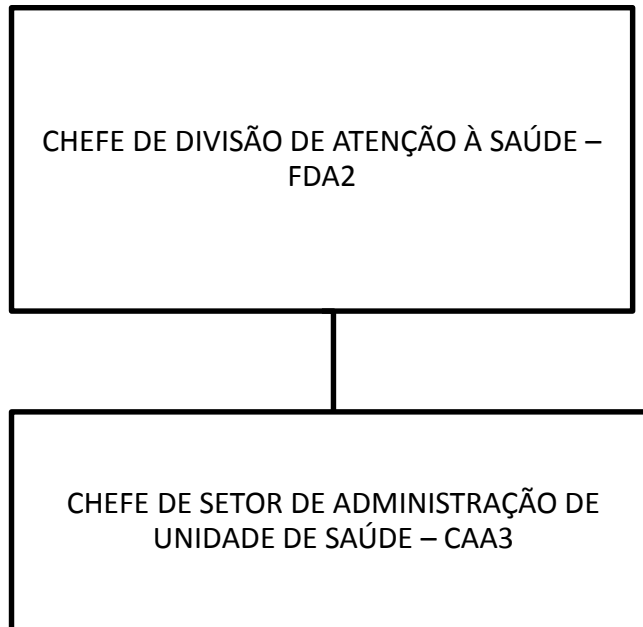 CHEFE DE DIVISÃO DE ATENÇÃO À SAÚDE –
FDA2
CHEFE DE SETOR DE ADMINISTRAÇÃO DE
UNIDADE DE SAÚDE – CAA3